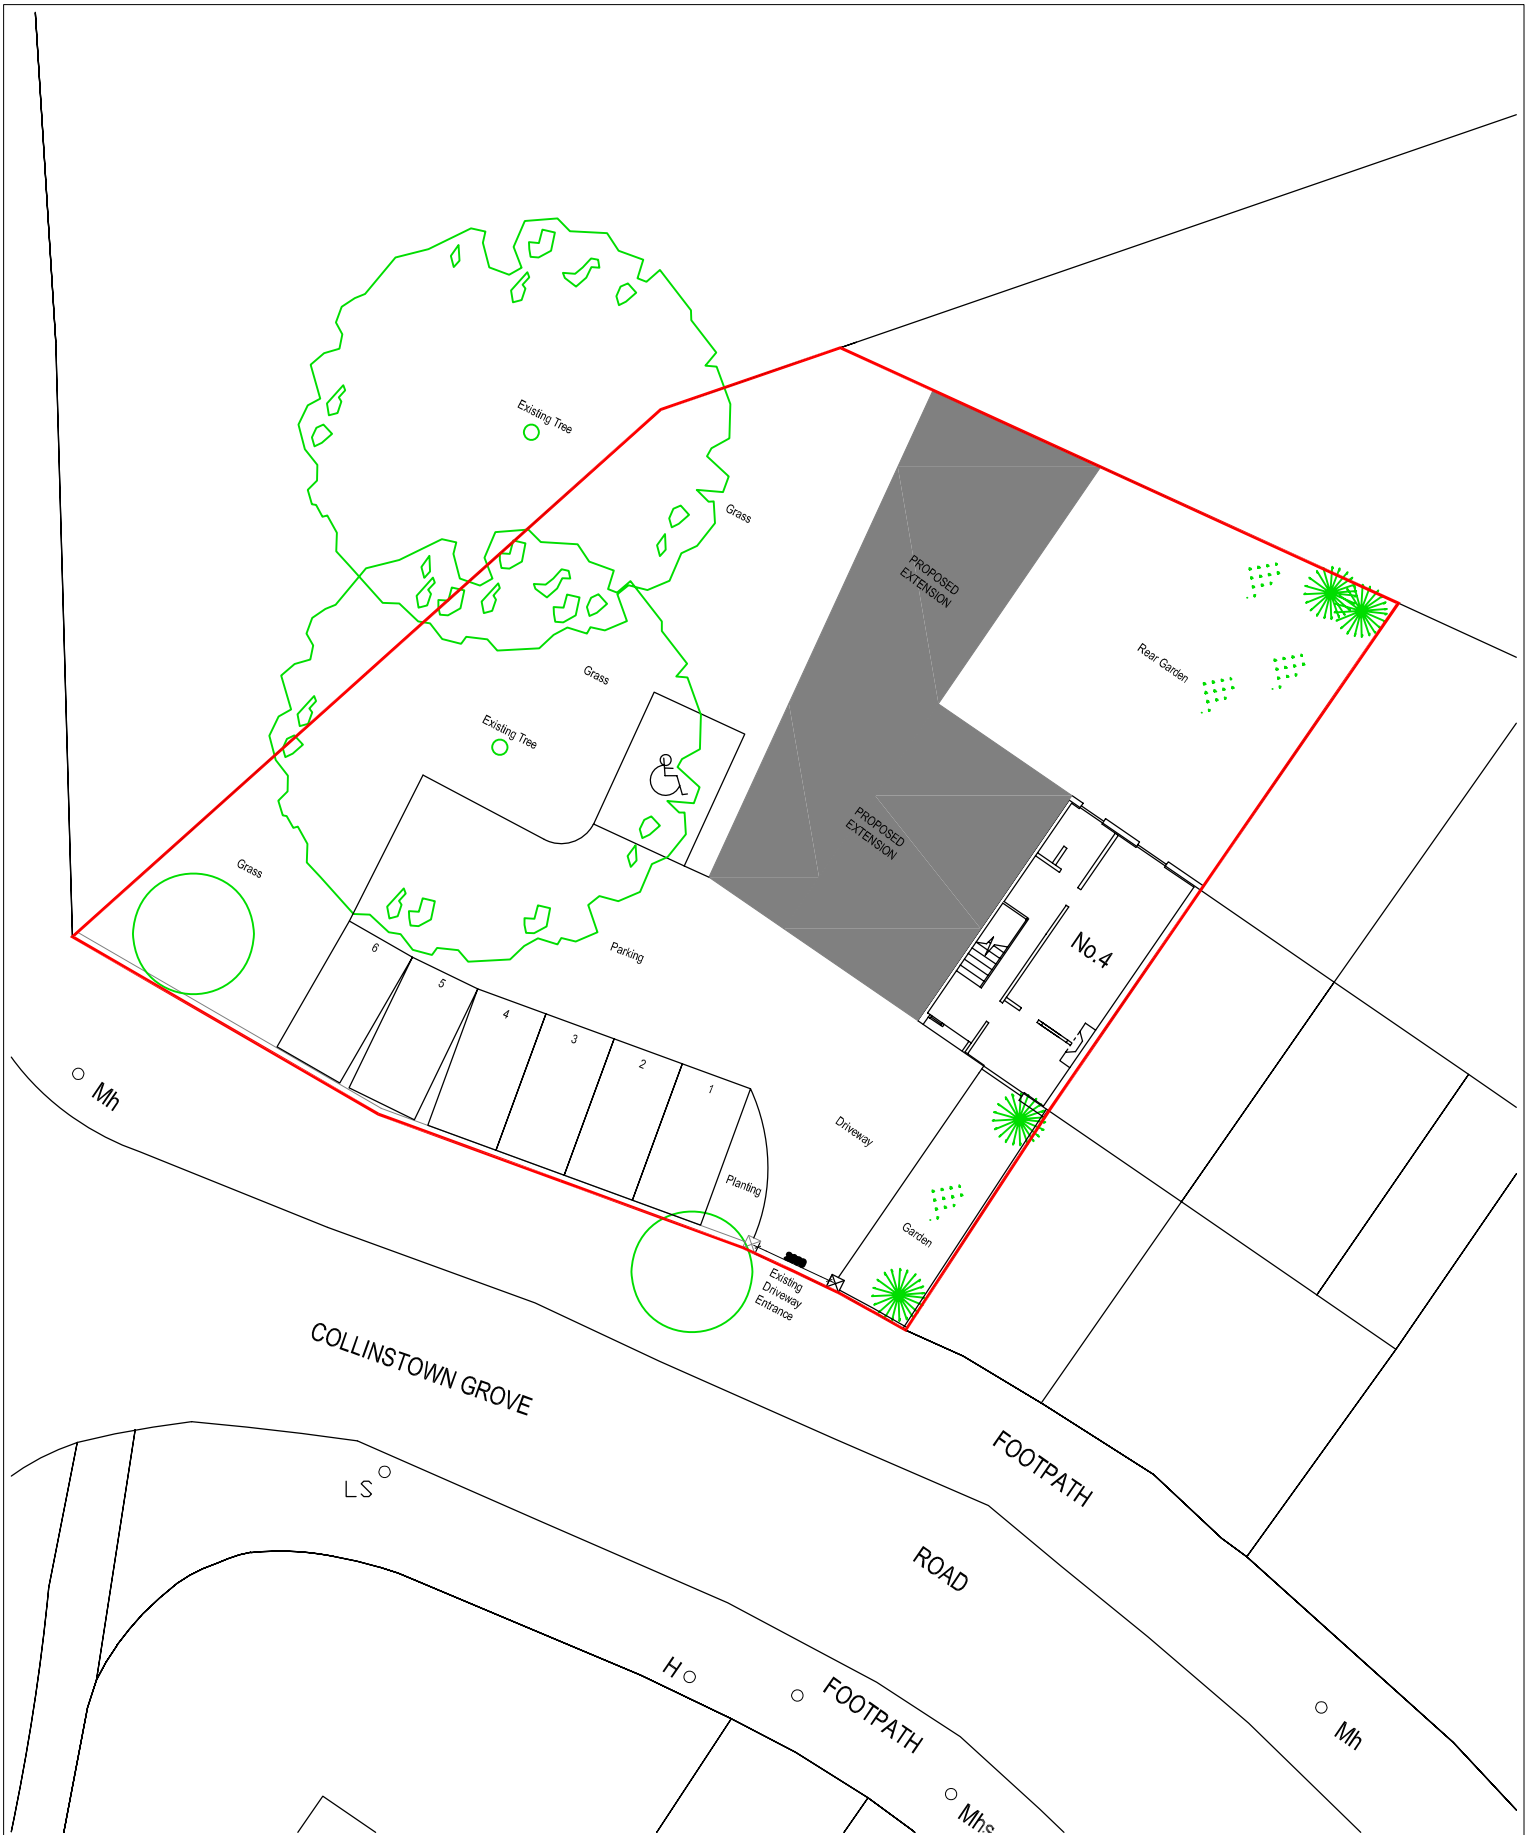 Existing Tree
Grass
PROPOSED
EXTENSION
Rear Garden
Grass
Existing Tree
PROPOSED
EXTENSION
Grass
Parking
No.4
6
5
4
3
2
1
Mh
Driveway
Planting
Garden
Existing
Driveway
Entrance
COLLINSTOWN GROVE
FOOTPATH
LS
ROAD
H
FOOTPATH
Mh
Mhs